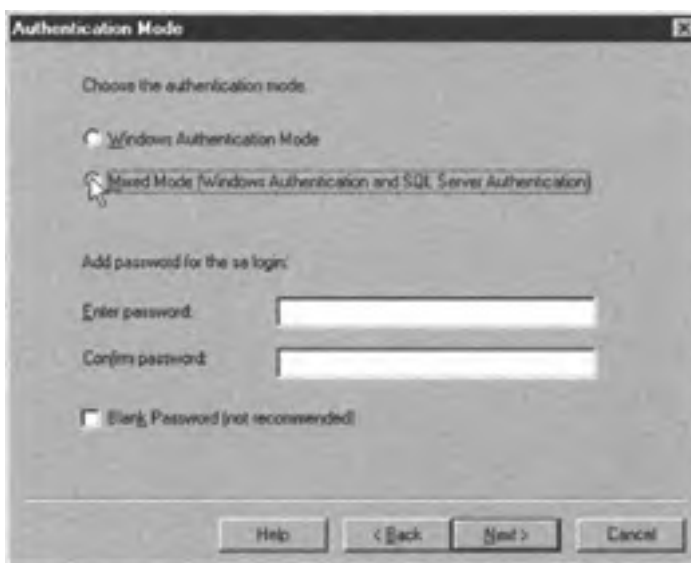 Authentication Mode
Choose the authentication mode.
Windows Authentication Mode
Mixed Mode (Windows Authentication and SQL Server Authentication)
Add password for the sa login:
Enter password:
Confirm password:
Blank Password (not recommended)
Help
< Back
Next >
Cancel